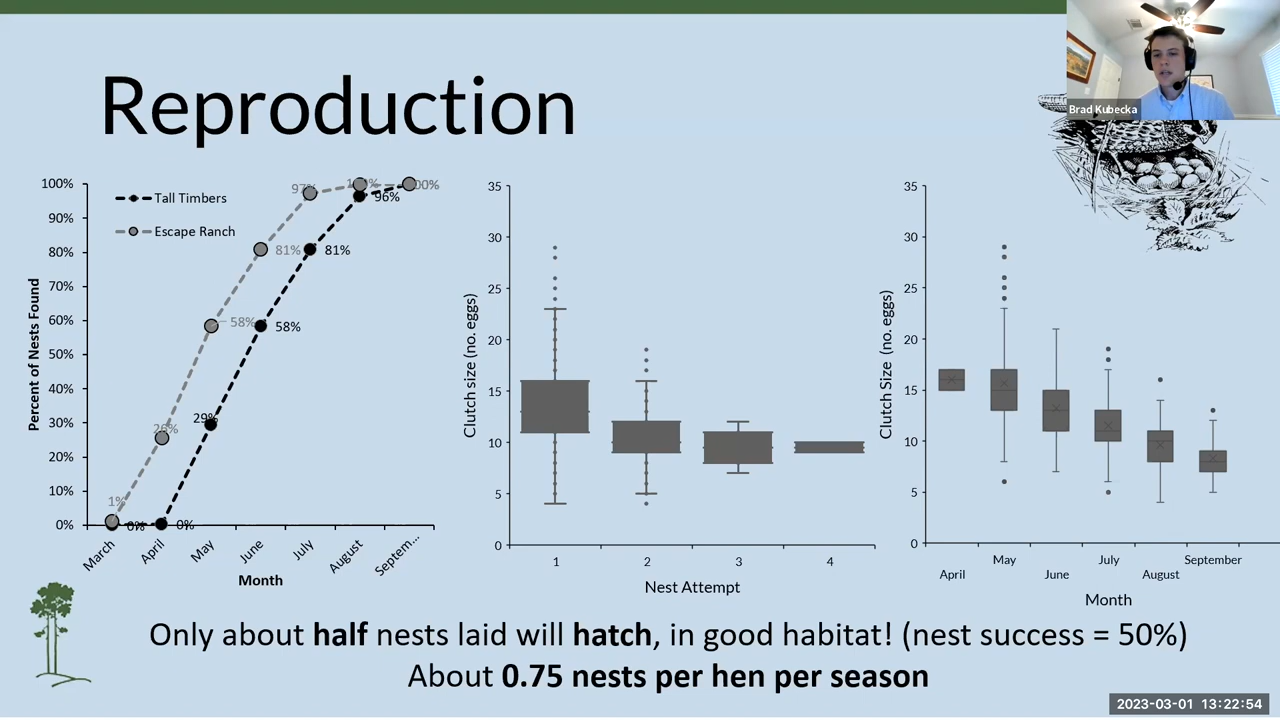 Brad Kubecka
Reproduction
100%
90%
80%
70%
60%
50%
40%
30%
20%
10%
0%
Percent of Nests Found
Tall Timbers
Escape Ranch
1%
26%
58%
81%
97%
100%
100%
0%
0%
29%
58%
81%
96%
March
April
May
June
July
August
Septem...
Month
35
30
25
20
15
10
5
0
Clutch size (no. eggs)
1
2
3
4
Nest Attempt
35
30
25
20
15
10
5
0
Clutch Size (no. eggs)
April
May
June
July
August
September
Month
Only about half nests laid will hatch, in good habitat! (nest success = 50%)
About 0.75 nests per hen per season
2023-03-01 13:22:54